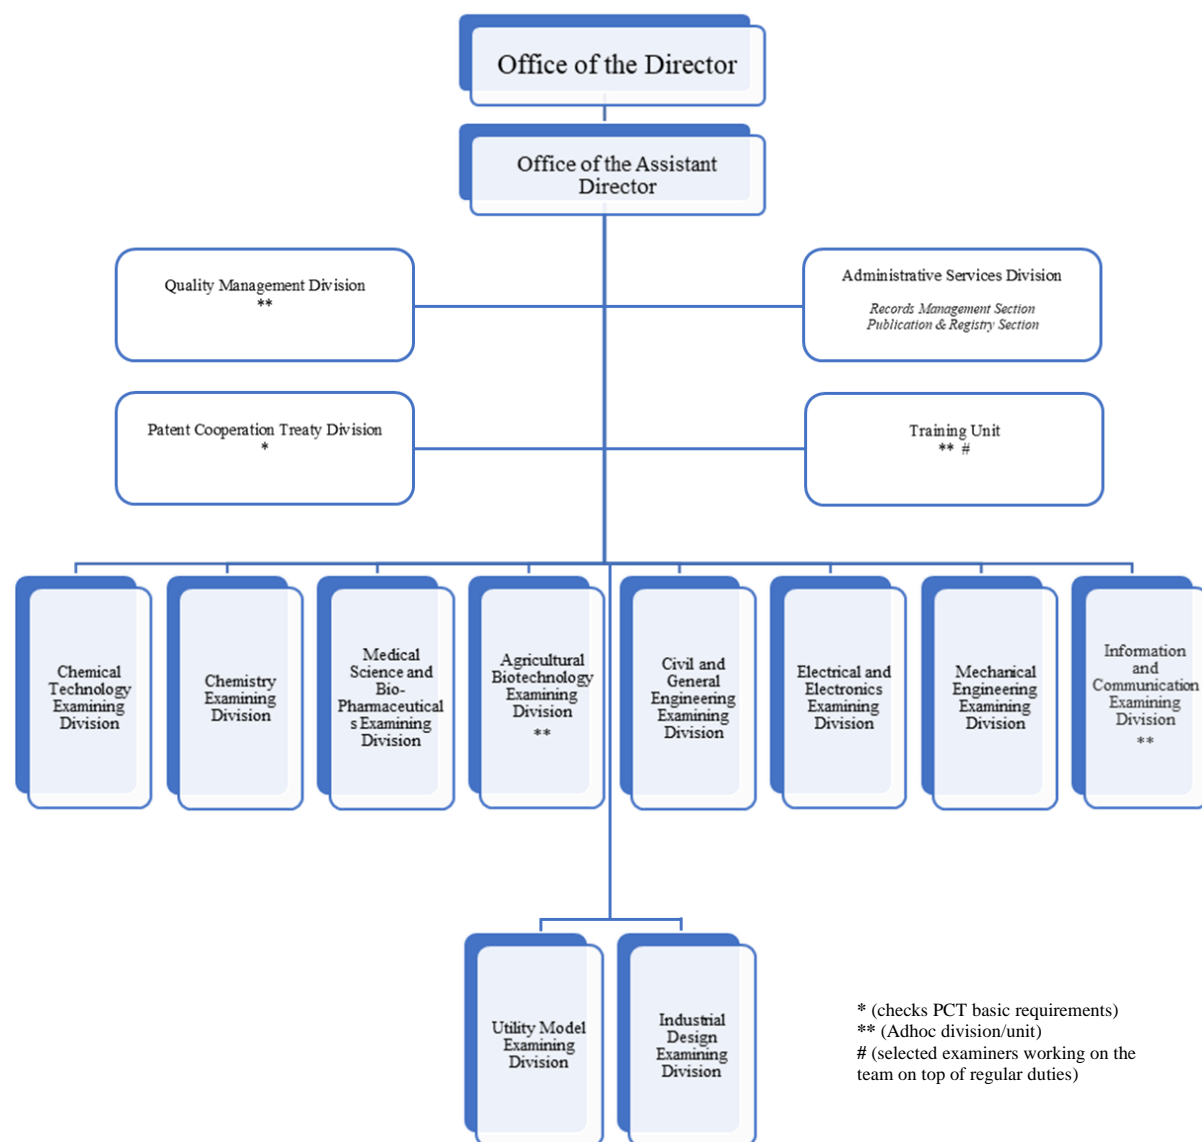 Office of the Director
Office of the Assistant
Director
Quality Management Division
**
Administrative Services Division
Records Management Section
Publication & Registry Section
Patent Cooperation Treaty Division
*
Training Unit
** #
Chemical
Technology
Examining
Division
Chemistry
Examining
Division
Medical
Science and
Bio-
Pharmaceutical
s Examining
Division
Agricultural
Biotechnology
Examining
Division
**
Civil and
General
Engineering
Examining
Division
Electrical and
Electronics
Examining
Division
Mechanical
Engineering
Examining
Division
Information
and
Communication
Examining
Division
**
Utility Model
Examining
Division
Industrial
Design
Examining
Division
* (checks PCT basic requirements)
** (Adhoc division/unit)
# (selected examiners working on the
team on top of regular duties)